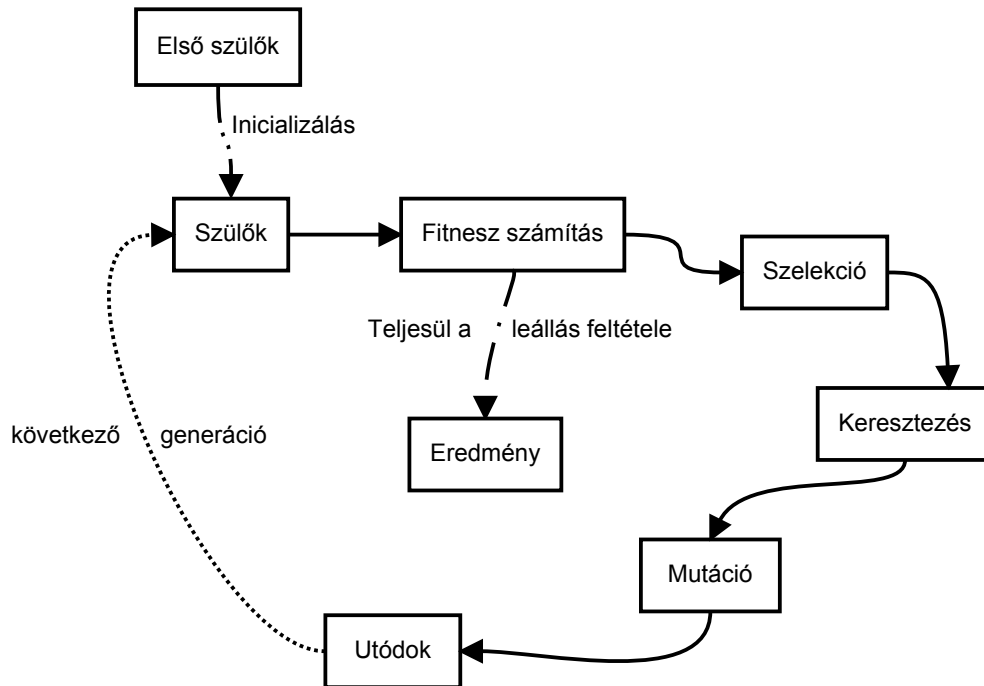 Első szülők
Inicializálás
Szülők
Fitnesz számítás
Szelekció
Teljesül a leállás feltétele
Keresztezés
következő generáció
Eredmény
Mutáció
Utódok